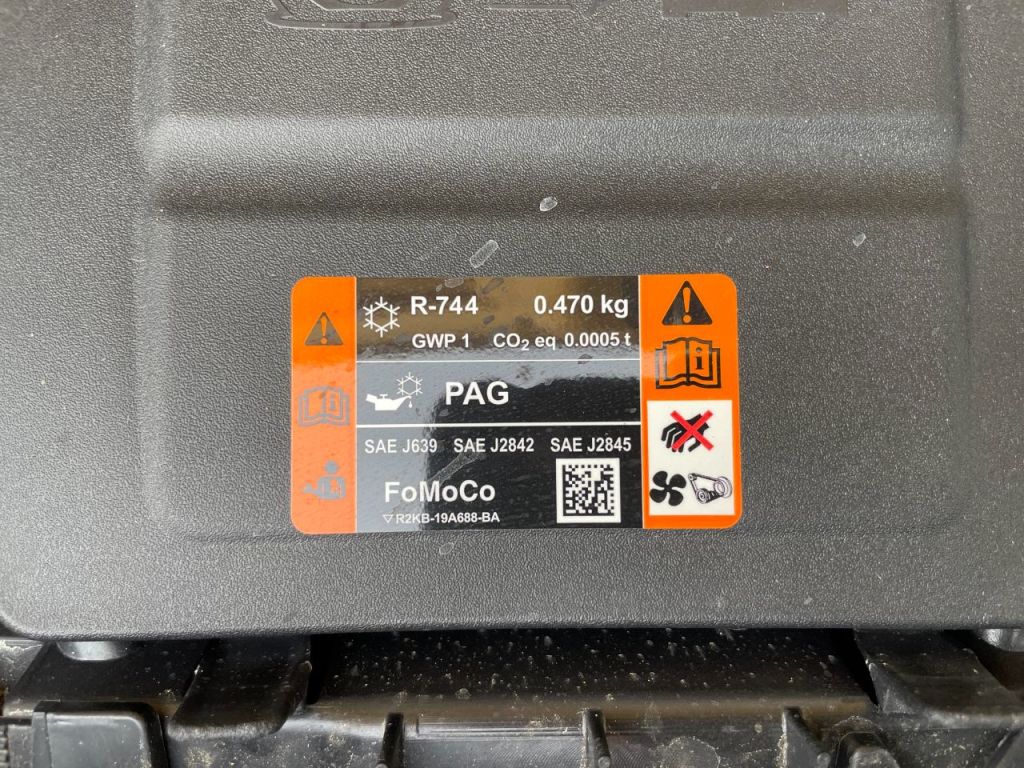 R-744 0.470 kg
GWP 1 CO₂ eq 0.0005 t
PAG
SAE J639 SAE J2842 SAE J2845
FoMoCo
R2KB-19A688-BA